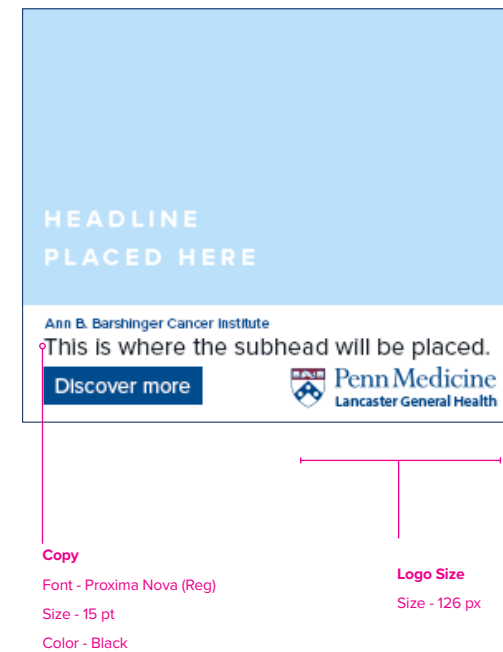 HEADLINE
PLACED HERE
Ann B. Barshinger Cancer Institute
This is where the subhead will be placed.
Discover more
Penn Medicine
Lancaster General Health
Copy
Font - Proxima Nova (Reg)
Size - 15 pt
Color - Black
Logo Size
Size - 126 px